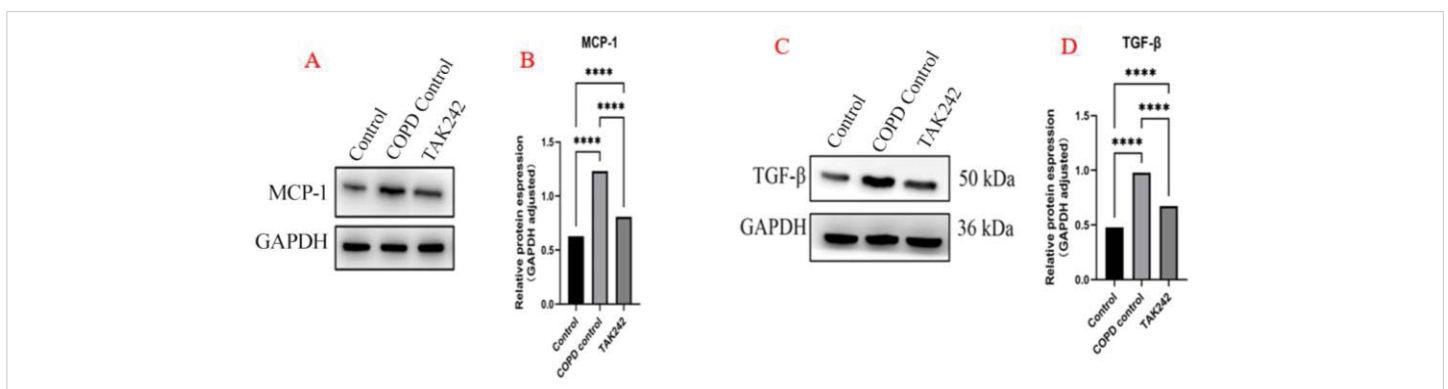 A
Control
COPD Control
TAK242
MCP-1
GAPDH
B
MCP-1
****
****
****
Relative protein espression
(GAPDH adjusted)
1.5
1.0
0.5
0.0
Control
COPD control
TAK242
C
Control
COPD Control
TAK242
TGF-β
50 kDa
GAPDH
36 kDa
D
TGF-β
****
****
****
Relative protein espression
(GAPDH adjusted)
1.5
1.0
0.5
0.0
Control
COPD control
TAK242